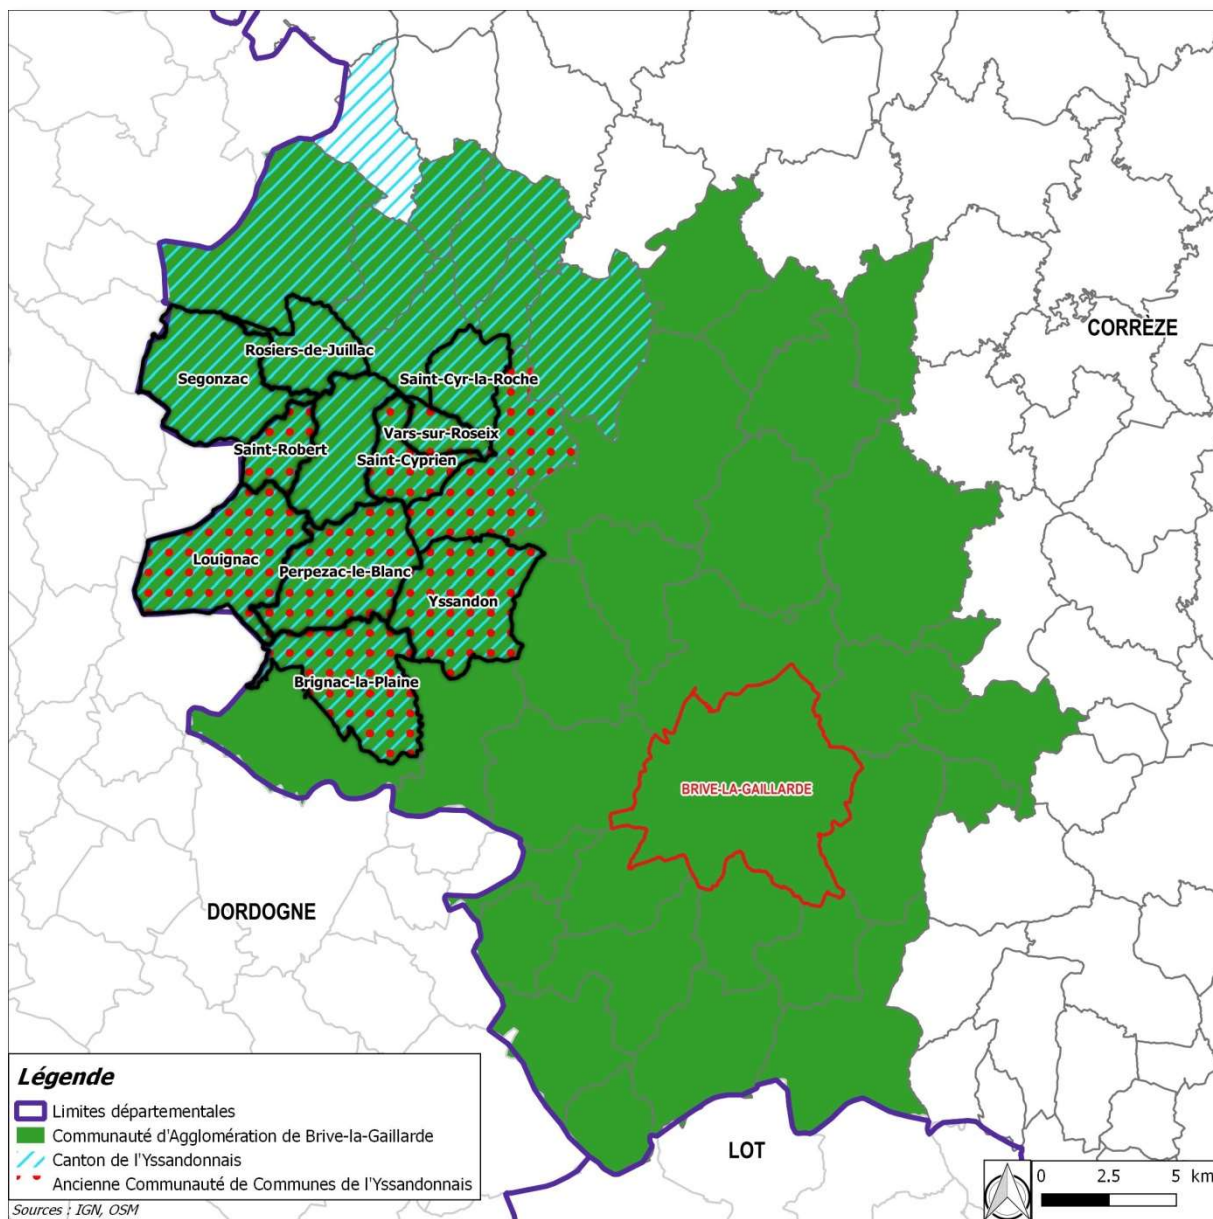 CORRÈZE
Rosiers-de-Juillac
Segonzac
Saint-Cyr-la-Roche
Vars-sur-Roseix
Saint-Robert
Saint-Cyprien
Louignac
Perpezac-le-Blanc
Yssandon
Brignac-la-Plaine
BRIVE-LA-GAILLARDE
DORDOGNE
LOT
Légende
Limites départementales
Communauté d'Agglomération de Brive-la-Gaillarde
Canton de l'Yssandonnais
Ancienne Communauté de Communes de l'Yssandonnais
Sources : IGN, OSM
0 2.5 5 km